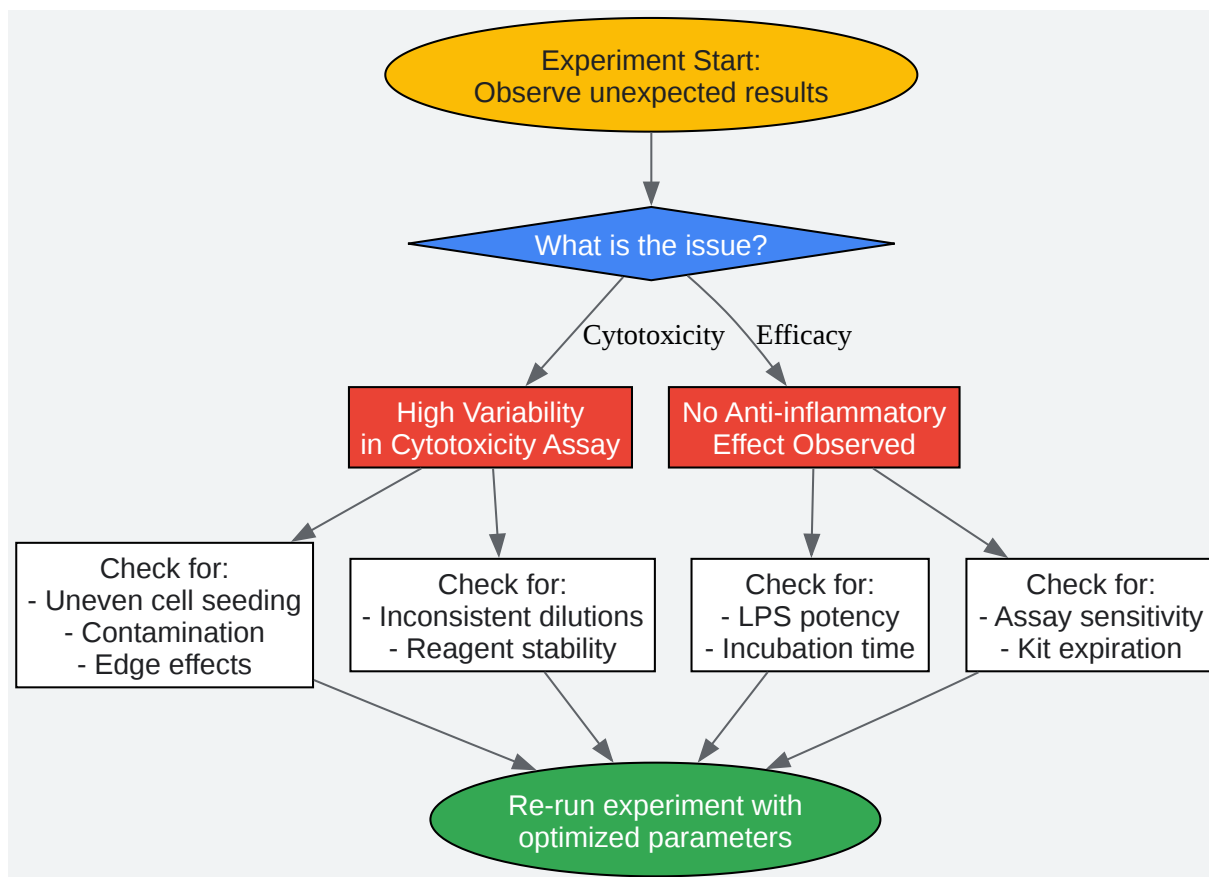 Experiment Start:
Observe unexpected results
What is the issue?
Cytotoxicity
Efficacy
High Variability
in Cytotoxicity Assay
No Anti-inflammatory
Effect Observed
Check for:
- Uneven cell seeding
- Contamination
- Edge effects
Check for:
- Inconsistent dilutions
- Reagent stability
Check for:
- LPS potency
- Incubation time
Check for:
- Assay sensitivity
- Kit expiration
Re-run experiment with
optimized parameters